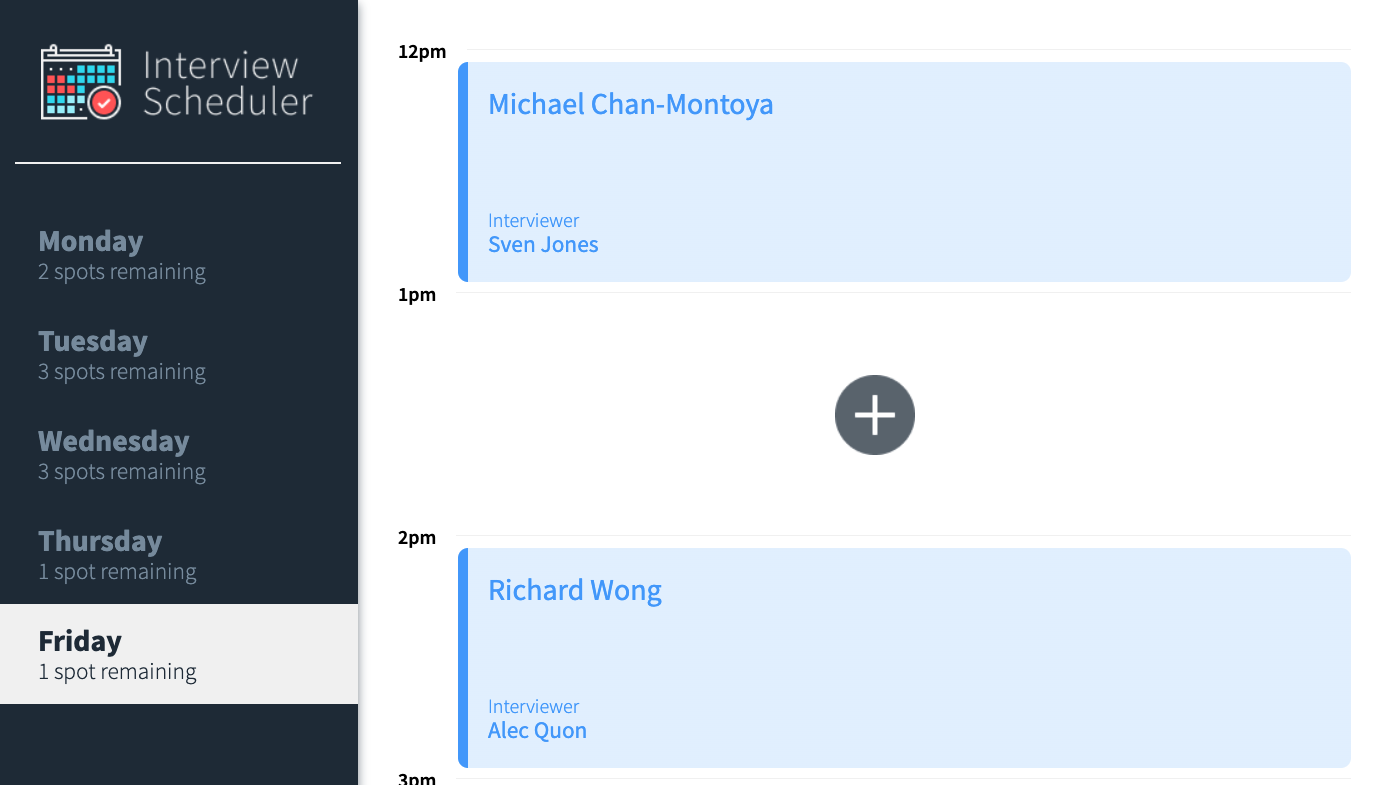 Interview
Scheduler
Monday
2 spots remaining
Tuesday
3 spots remaining
Wednesday
3 spots remaining
Thursday
1 spot remaining
Friday
1 spot remaining
12pm
Michael Chan-Montoya
Interviewer
Sven Jones
1pm
2pm
Richard Wong
Interviewer
Alec Quon
3pm